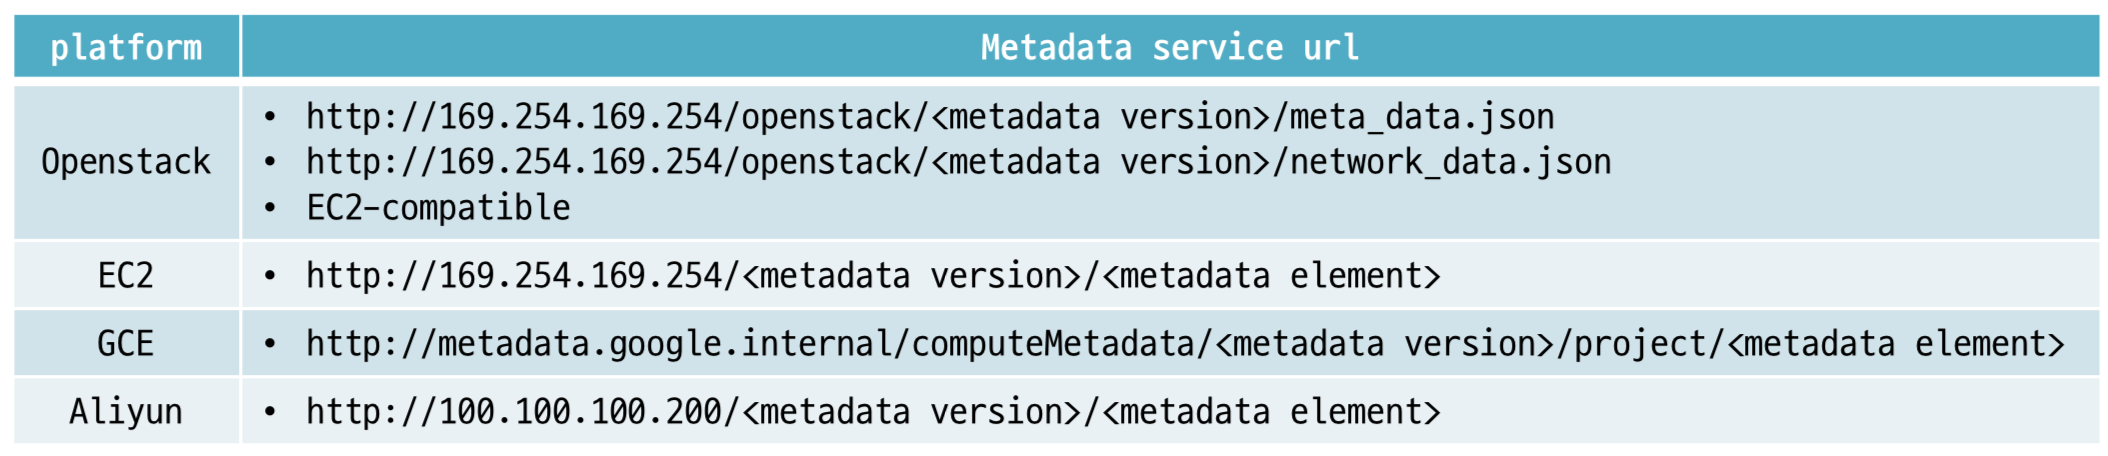 platform Metadata service url
• http://169.254.169.254/openstack/<metadata version>/meta_data.json
Openstack • http://169.254.169.254/openstack/<metadata version>/network_data.json
• EC2-compatible
EC2 • http://169.254.169.254/<metadata version>/<metadata element>
GCE • http://metadata.google.internal/computeMetadata/<metadata version>/project/<metadata element>
Aliyun • http://100.100.100.200/<metadata version>/<metadata element>